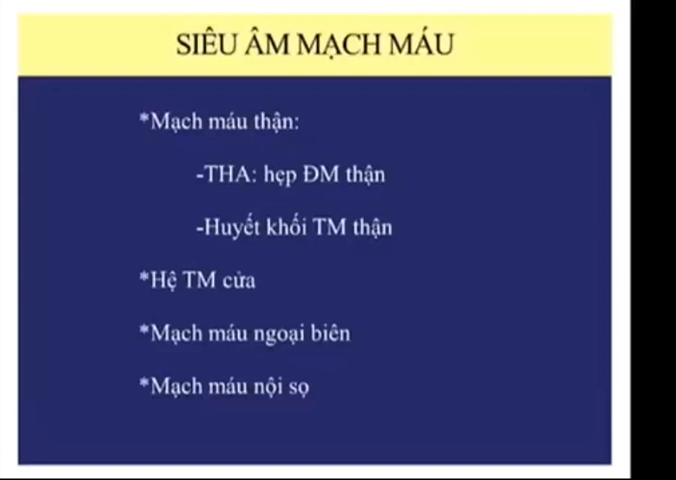 SIÊU ÂM MẠCH MÁU
*Mạch máu thận:
-THA: hẹp ĐM thận
-Huyết khối TM thận
*Hệ TM cửa
*Mạch máu ngoại biên
*Mạch máu nội sọ